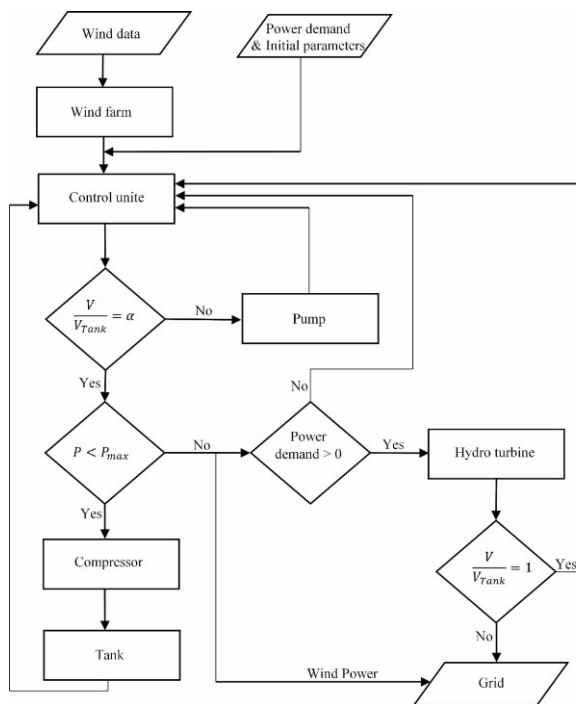 Wind data
Power demand
& Initial parameters
Wind farm
Control unite
V
V_Tank = α
No
Pump
Yes
No
P < P_max
No
Power
demand > 0
Yes
Hydro turbine
Yes
Compressor
V
V_Tank = 1
Yes
Tank
No
Wind Power
Grid